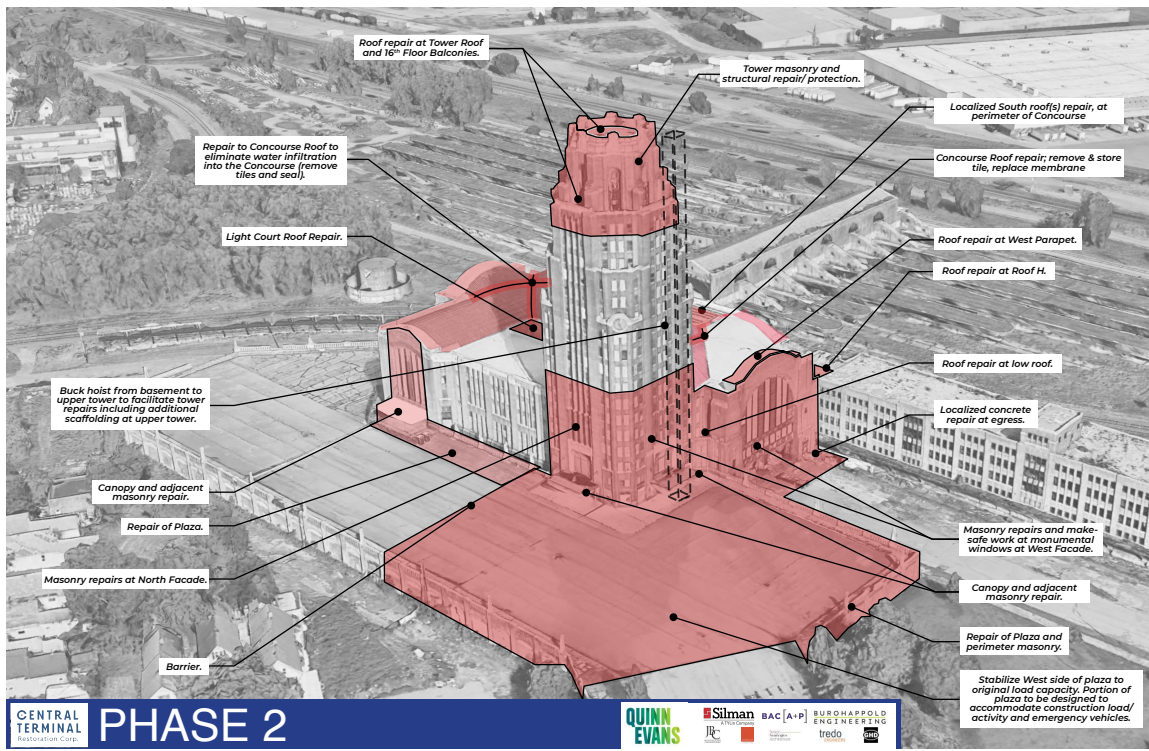 Roof repair at Tower Roof
and 16th Floor Balconies.
Tower masonry and
structural repair/ protection.
Localized South roof(s) repair, at
perimeter of Concourse
Repair to Concourse Roof to
eliminate water infiltration
into the Concourse (remove
tiles and seal).
Concourse Roof repair; remove & store
tile, replace membrane
Light Court Roof Repair.
Roof repair at West Parapet.
Roof repair at Roof H.
Roof repair at low roof.
Buck hoist from basement to
upper tower to facilitate tower
repairs including additional
scaffolding at upper tower.
Localized concrete
repair at egress.
Canopy and adjacent
masonry repair.
Repair of Plaza.
Masonry repairs and make-
safe work at monumental
windows at West Facade.
Masonry repairs at North Facade.
Canopy and adjacent
masonry repair.
Repair of Plaza and
perimeter masonry.
Barrier.
Stabilize West side of plaza to
original load capacity. Portion of
plaza to be designed to
accommodate construction load/
activity and emergency vehicles.
CENTRAL
TERMINAL
Restoration Corp.
PHASE 2
QUINN
EVANS
Silman
BAC [A+P]
BUROHAPPOLD
ENGINEERING
tredo
GHD